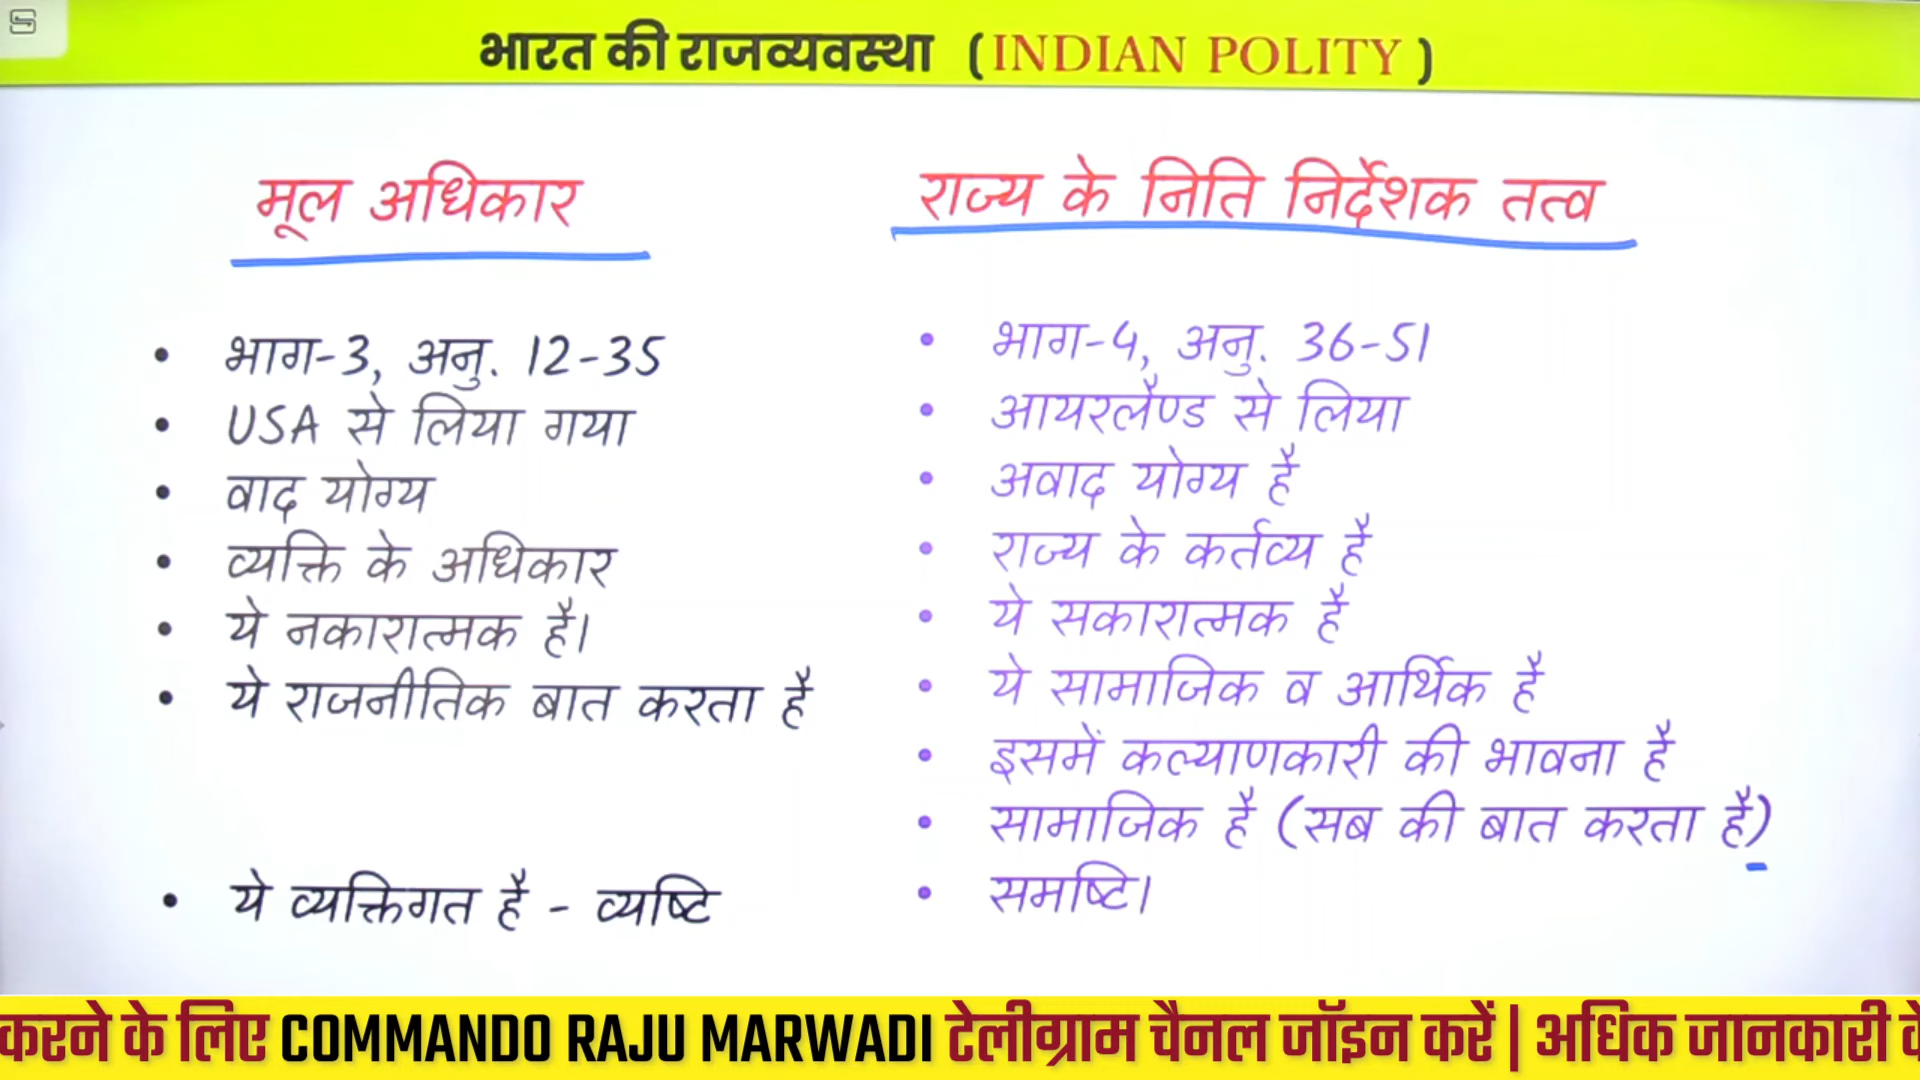 भारत की राजव्यवस्था (INDIAN POLITY)
मूल अधिकार
• भाग-3, अनु. 12-35
• USA से लिया गया
• वाद योग्य
• व्यक्ति के अधिकार
• ये नकारात्मक है।
• ये राजनीतिक बात करता है
• ये व्यक्तिगत है - व्यष्टि
राज्य के निति निर्देशक तत्व
• भाग-4, अनु. 36-51
• आयरलैण्ड से लिया
• अवाद योग्य है
• राज्य के कर्तव्य है
• ये सकारात्मक है
• ये सामाजिक व आर्थिक है
• इसमें कल्याणकारी की भावना है
• सामाजिक है (सब की बात करता है)
• समष्टि।
करने के लिए COMMANDO RAJU MARWADI टेलीग्राम चैनल जॉइन करें | अधिक जानकारी के